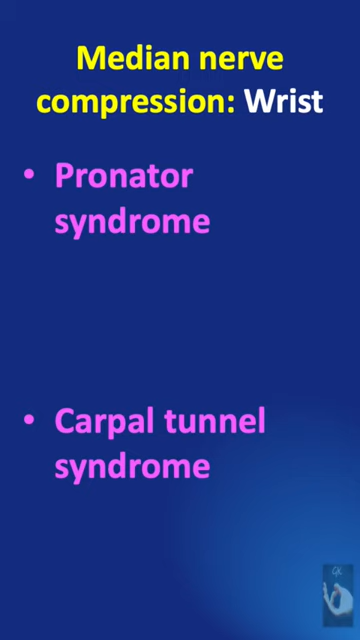 Median nerve
compression: Wrist
• Pronator
syndrome
• Carpal tunnel
syndrome